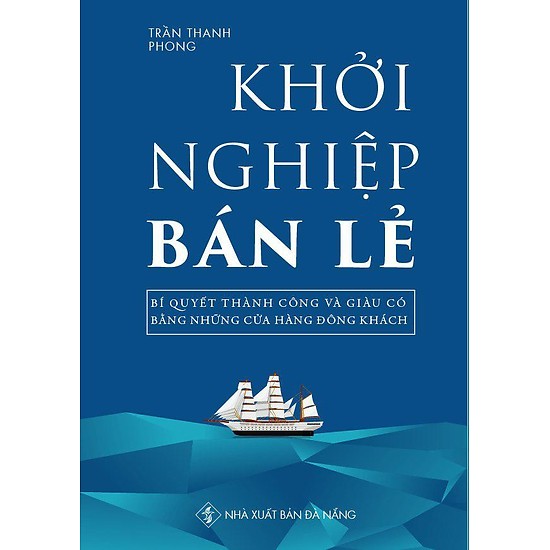 TRẦN THANH
PHONG
KHỞI
NGHIỆP
BÁN LẺ
BÍ QUYẾT THÀNH CÔNG VÀ GIÀU CÓ
BẰNG NHỮNG CỬA HÀNG ĐÔNG KHÁCH
NHÀ XUẤT BẢN ĐÀ NẴNG